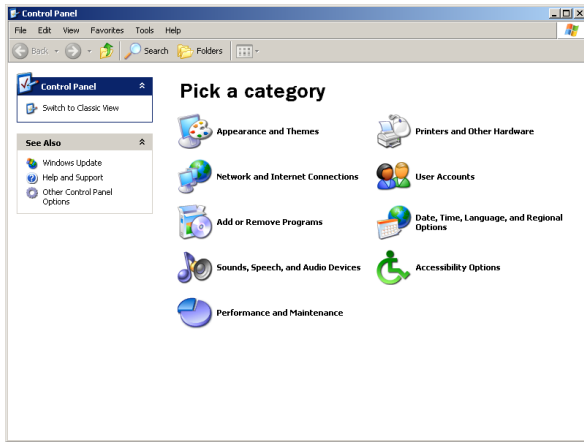 Control Panel
File Edit View Favorites Tools Help
Back Search Folders
Control Panel
Switch to Classic View
See Also
Windows Update
Help and Support
Other Control Panel
Options
Pick a category
Appearance and Themes
Printers and Other Hardware
Network and Internet Connections
User Accounts
Add or Remove Programs
Date, Time, Language, and Regional
Options
Sounds, Speech, and Audio Devices
Accessibility Options
Performance and Maintenance